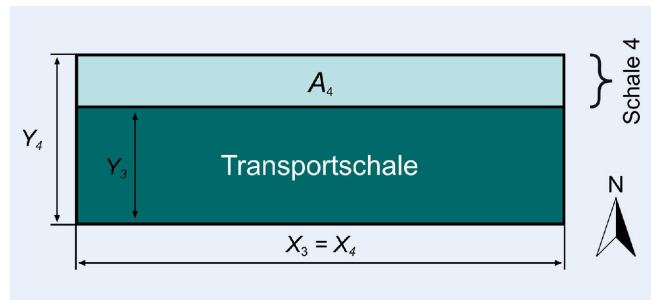 A₄
Schale 4
Y₄
Y₃
Transportschale
N
X₃ = X₄